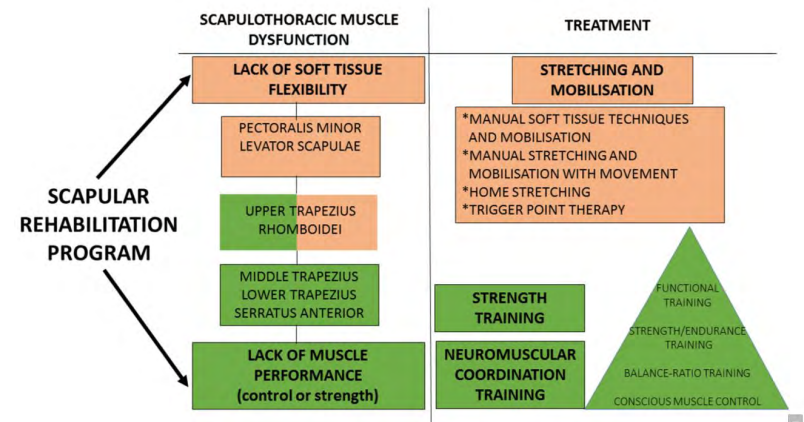 SCAPULOTHORACIC MUSCLE
DYSFUNCTION
TREATMENT
SCAPULAR
REHABILITATION
PROGRAM
LACK OF SOFT TISSUE
FLEXIBILITY
PECTORALIS MINOR
LEVATOR SCAPULAE
UPPER TRAPEZIUS
RHOMBOIDEI
MIDDLE TRAPEZIUS
LOWER TRAPEZIUS
SERRATUS ANTERIOR
LACK OF MUSCLE
PERFORMANCE
(control or strength)
STRETCHING AND
MOBILISATION
*MANUAL SOFT TISSUE TECHNIQUES
AND MOBILISATION
*MANUAL STRETCHING AND
MOBILISATION WITH MOVEMENT
*HOME STRETCHING
*TRIGGER POINT THERAPY
STRENGTH
TRAINING
NEUROMUSCULAR
COORDINATION
TRAINING
FUNCTIONAL
TRAINING
STRENGTH/ENDURANCE
TRAINING
BALANCE-RATIO TRAINING
CONSCIOUS MUSCLE CONTROL